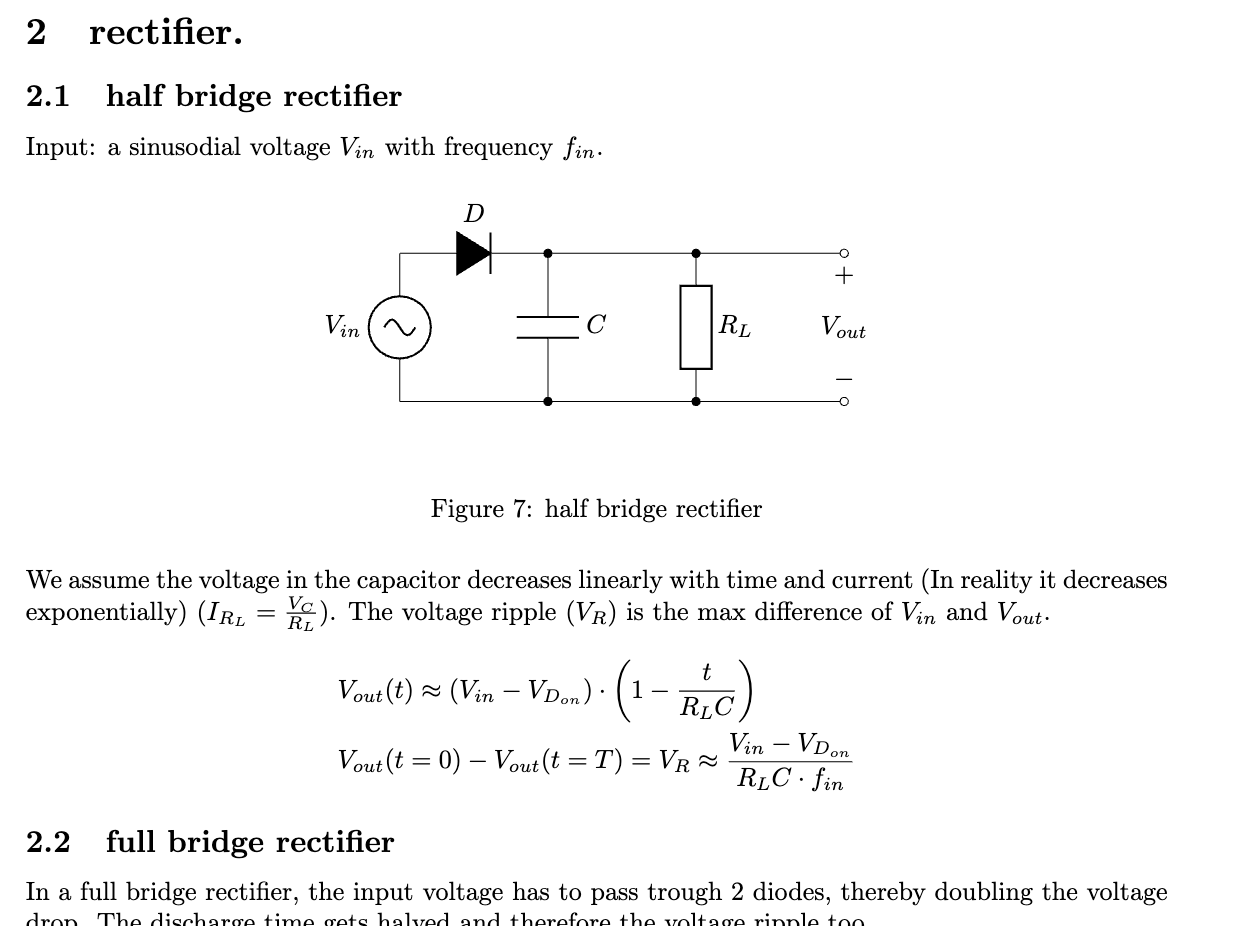 2 rectifier.
2.1 half bridge rectifier
Input: a sinusodial voltage V_{in} with frequency f_{in}.
D
V_{in}
C
R_L
+
V_{out}
−
Figure 7: half bridge rectifier
We assume the voltage in the capacitor decreases linearly with time and current (In reality it decreases
exponentially) (I_{R_L} = \frac{V_C}{R_L}). The voltage ripple (V_R) is the max difference of V_{in} and V_{out}.
V_{out}(t) ≈ (V_{in} − V_{D_{on}}) · (1 − \frac{t}{R_L C})
V_{out}(t = 0) − V_{out}(t = T) = V_R ≈ \frac{V_{in} − V_{D_{on}}}{R_L C · f_{in}}
2.2 full bridge rectifier
In a full bridge rectifier, the input voltage has to pass trough 2 diodes, thereby doubling the voltage
drop. The discharge time gets halved and therefore the voltage ripple too.